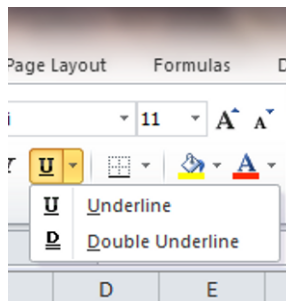 Page Layout Formulas
11 A A
U A
U Underline
D Double Underline
D E